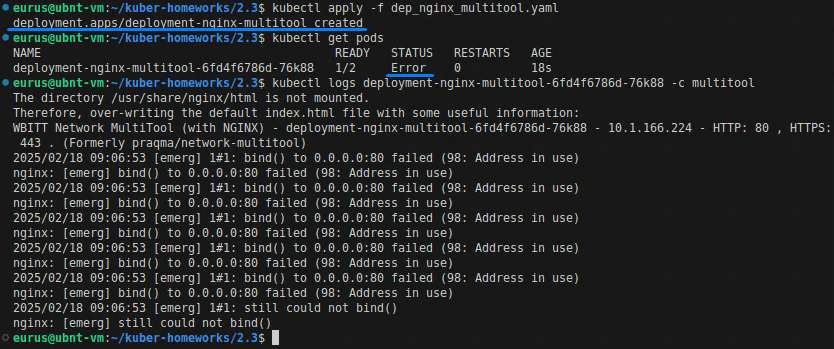 eurus@ubnt-vm:~/kuber-homeworks/2.3$ kubectl apply -f dep_nginx_multitool.yaml
deployment.apps/deployment-nginx-multitool created
eurus@ubnt-vm:~/kuber-homeworks/2.3$ kubectl get pods
NAME READY STATUS RESTARTS AGE
deployment-nginx-multitool-6fd4f6786d-76k88 1/2 Error 0 18s
eurus@ubnt-vm:~/kuber-homeworks/2.3$ kubectl logs deployment-nginx-multitool-6fd4f6786d-76k88 -c multitool
The directory /usr/share/nginx/html is not mounted.
Therefore, over-writing the default index.html file with some useful information:
WBITT Network MultiTool (with NGINX) - deployment-nginx-multitool-6fd4f6786d-76k88 - 10.1.166.224 - HTTP: 80 , HTTPS:
443 . (Formerly praqma/network-multitool)
2025/02/18 09:06:53 [emerg] 1#1: bind() to 0.0.0.0:80 failed (98: Address in use)
nginx: [emerg] bind() to 0.0.0.0:80 failed (98: Address in use)
2025/02/18 09:06:53 [emerg] 1#1: bind() to 0.0.0.0:80 failed (98: Address in use)
nginx: [emerg] bind() to 0.0.0.0:80 failed (98: Address in use)
2025/02/18 09:06:53 [emerg] 1#1: bind() to 0.0.0.0:80 failed (98: Address in use)
nginx: [emerg] bind() to 0.0.0.0:80 failed (98: Address in use)
2025/02/18 09:06:53 [emerg] 1#1: bind() to 0.0.0.0:80 failed (98: Address in use)
nginx: [emerg] bind() to 0.0.0.0:80 failed (98: Address in use)
2025/02/18 09:06:53 [emerg] 1#1: bind() to 0.0.0.0:80 failed (98: Address in use)
nginx: [emerg] bind() to 0.0.0.0:80 failed (98: Address in use)
2025/02/18 09:06:53 [emerg] 1#1: still could not bind()
nginx: [emerg] still could not bind()
eurus@ubnt-vm:~/kuber-homeworks/2.3$